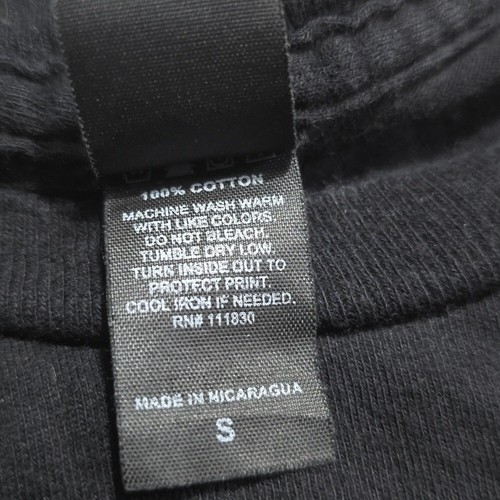 100% COTTON
MACHINE WASH WARM
WITH LIKE COLORS
DO NOT BLEACH
TUMBLE DRY LOW
TURN INSIDE OUT TO
PROTECT PRINT.
COOL IRON IF NEEDED.
RN# 111830
MADE IN NICARAGUA
S